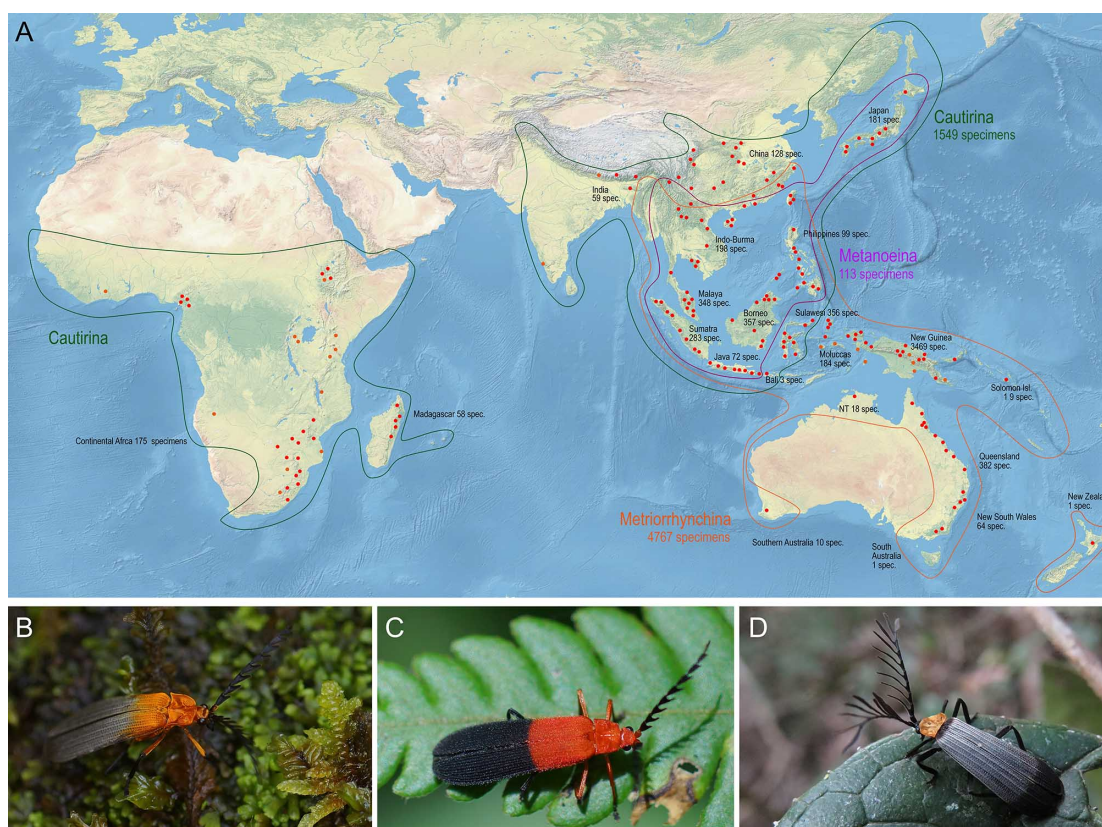 A
Japan
181 spec.
Cautirina
1549 specimens
China 128 spec.
India
59 spec.
Philippines 99 spec.
Indo-Burma
198 spec.
Metanoeina
113 specimens
Malaya
348 spec.
Borneo
357 spec.
Sulawesi 356 spec.
Cautirina
Sumatra
283 spec.
New Guinea
3469 spec.
Java 72 spec.
Moluccas
184 spec.
Bali 3 spec.
Solomon Isl.
1 9 spec.
Madagascar 58 spec.
NT 18 spec.
Continental Afrca 175 specimens
Queensland
382 spec.
New Zeala
1 spec.
Metriorrhynchina
4767 specimens
New South Wales
64 spec.
Southern Australia 10 spec.
South
Australia
1 spec.
B
C
D